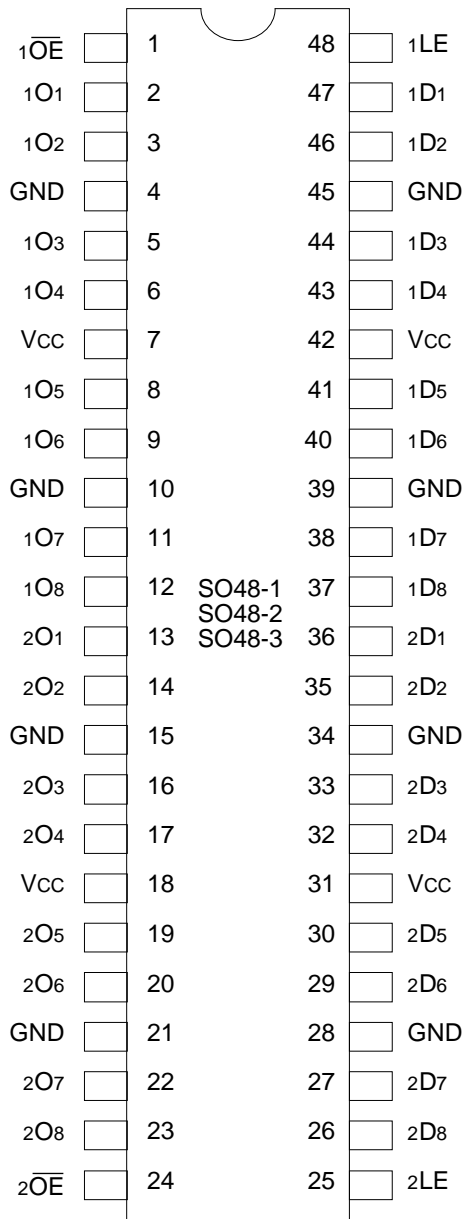 1O̅E̅ 1 48 1LE
1O1 2 47 1D1
1O2 3 46 1D2
GND 4 45 GND
1O3 5 44 1D3
1O4 6 43 1D4
VCC 7 42 VCC
1O5 8 41 1D5
1O6 9 40 1D6
GND 10 39 GND
1O7 11 38 1D7
1O8 12 SO48-1 37 1D8
SO48-2
2O1 13 SO48-3 36 2D1
2O2 14 35 2D2
GND 15 34 GND
2O3 16 33 2D3
2O4 17 32 2D4
VCC 18 31 VCC
2O5 19 30 2D5
2O6 20 29 2D6
GND 21 28 GND
2O7 22 27 2D7
2O8 23 26 2D8
2O̅E̅ 24 25 2LE